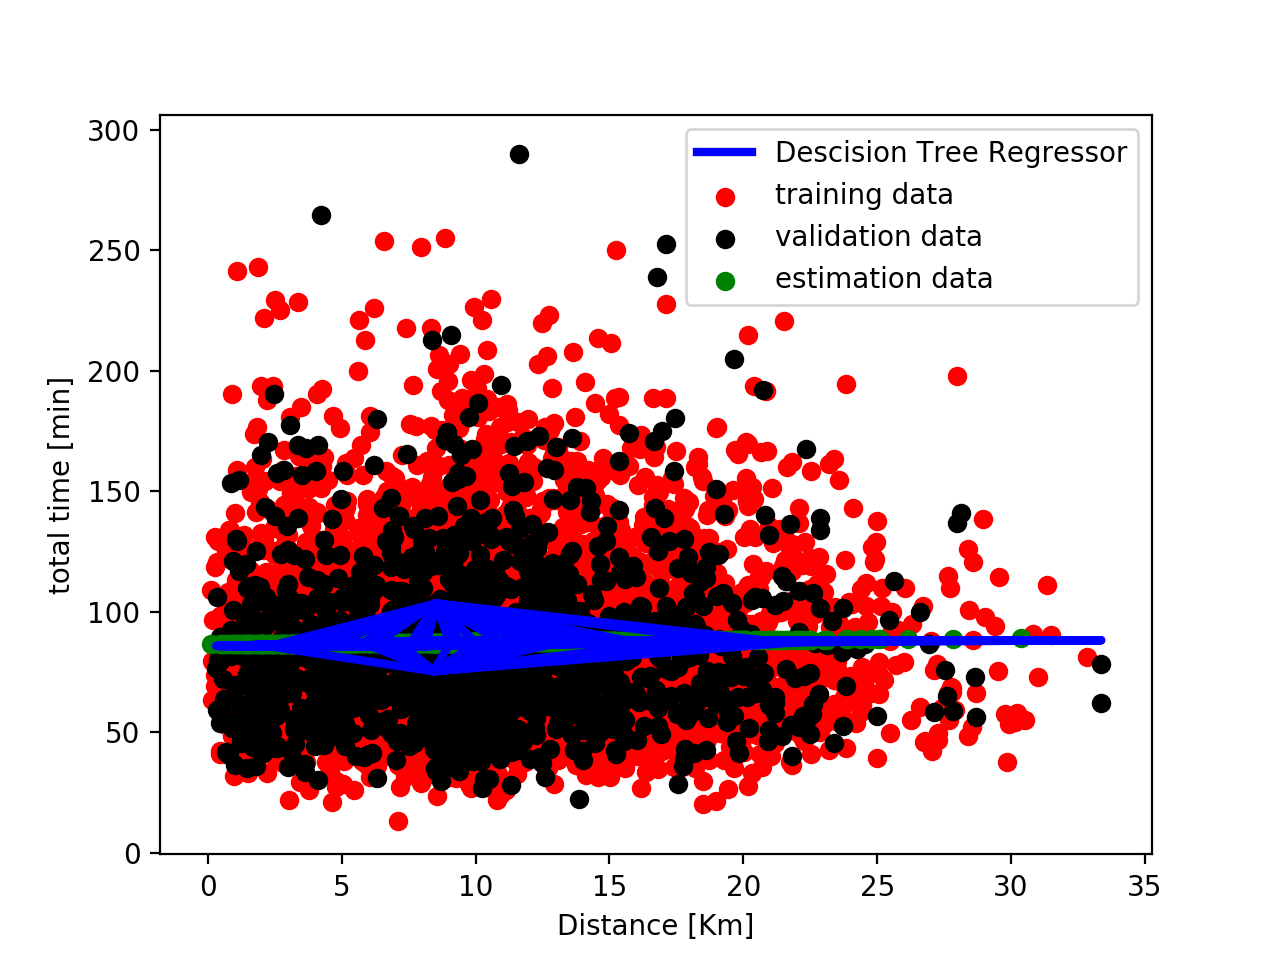 300
250
200
150
100
50
0
total time [min]
Descision Tree Regressor
training data
validation data
estimation data
0 5 10 15 20 25 30 35
Distance [Km]